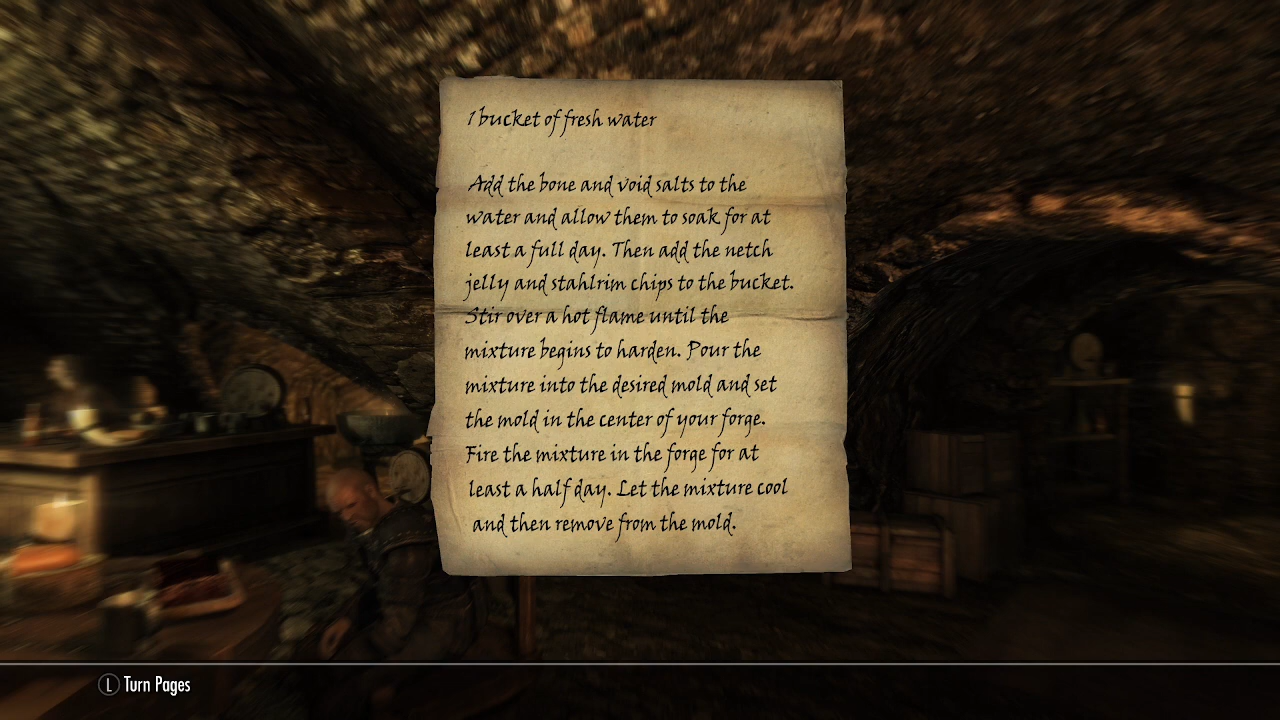 1 bucket of fresh water
Add the bone and void salts to the
water and allow them to soak for at
least a full day. Then add the netch
jelly and stahlrim chips to the bucket.
Stir over a hot flame until the
mixture begins to harden. Pour the
mixture into the desired mold and set
the mold in the center of your forge.
Fire the mixture in the forge for at
least a half day. Let the mixture cool
and then remove from the mold.
L Turn Pages